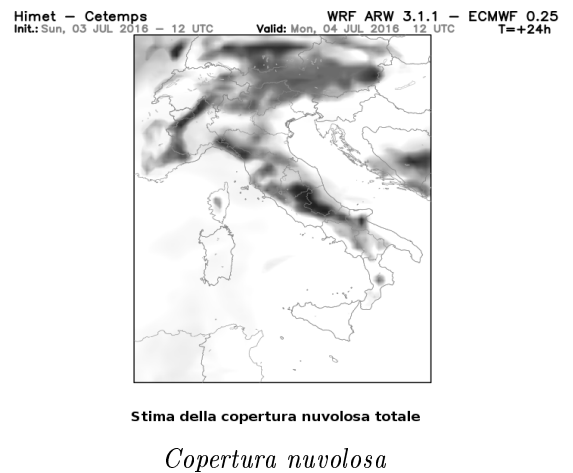 Himet − Cetemps WRF ARW 3.1.1 − ECMWF 0.25
Init.: Sun, 03 JUL 2016 − 12 UTC Valid: Mon, 04 JUL 2016 12 UTC T=+24h
Stima della copertura nuvolosa totale
Copertura nuvolosa